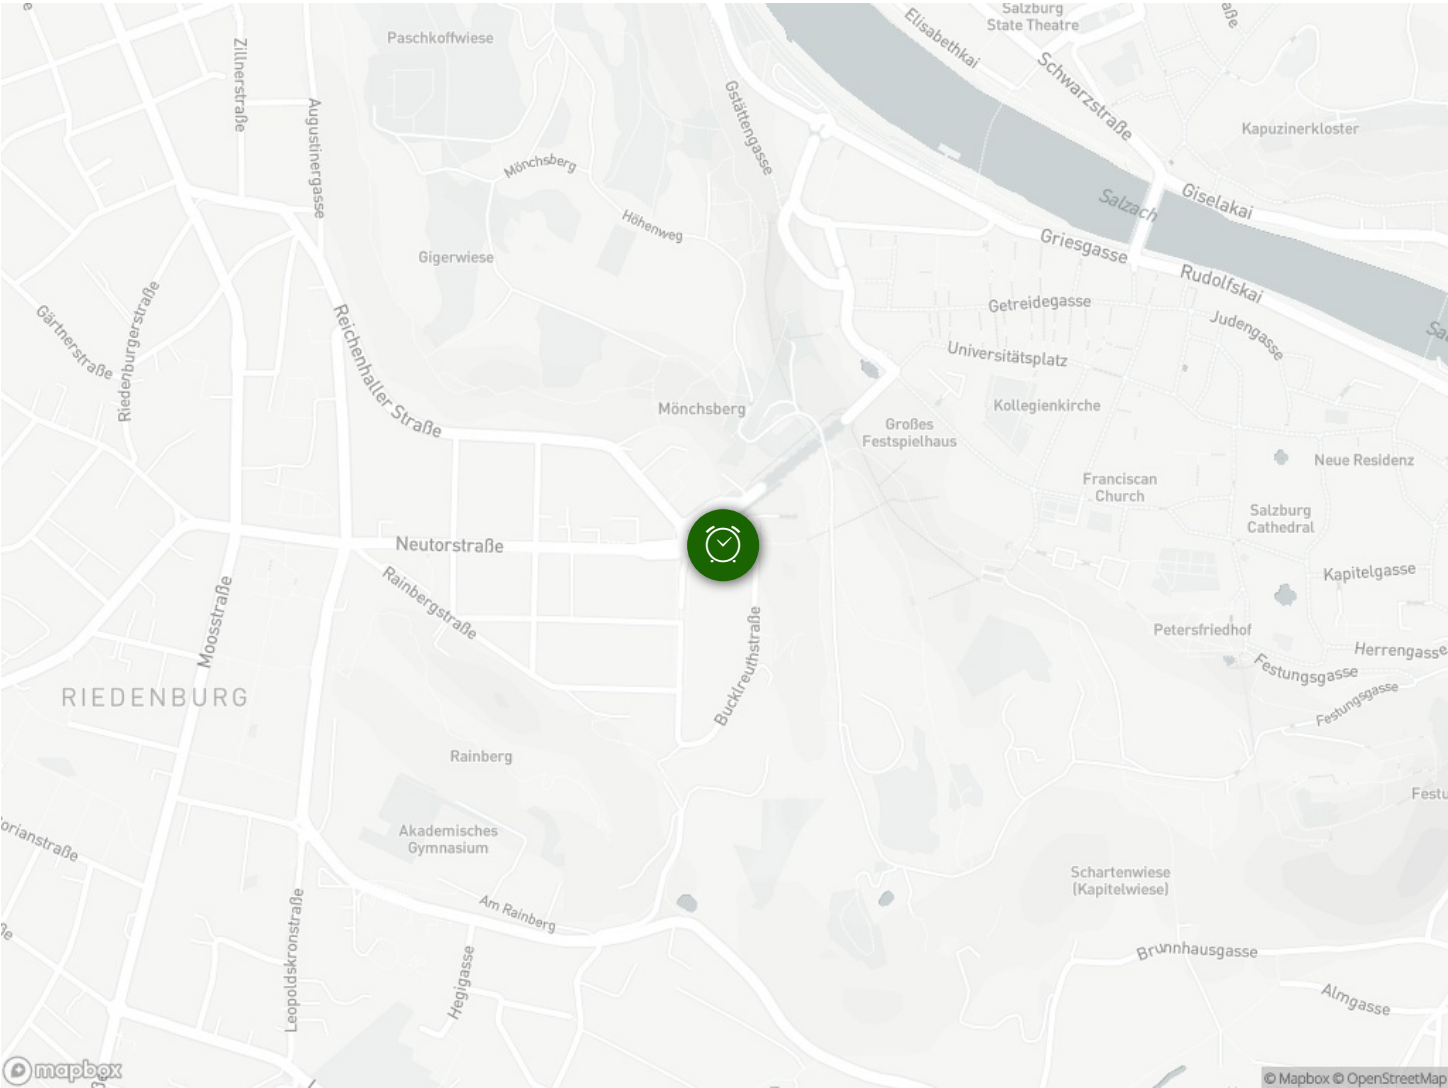 Paschkoffwiese
Salzburg
State Theatre
Elisabethkai
Schwarzstraße
Zillnerstraße
Augustinergasse
Gstättengasse
Kapuzinerkloster
Mönchsberg
Höhenweg
Salzach
Giselakai
Griesgasse
Rudolfskai
Gigerwiese
Riedenburgerstraße
Gärtnerstraße
Reichenhaller Straße
Getreidegasse
Judengasse
Universitätsplatz
Mönchsberg
Kollegienkirche
Großes
Festspielhaus
Neue Residenz
Franciscan
Church
Salzburg
Cathedral
Neutorstraße
Kapitelgasse
Rainbergstraße
Moosstraße
Bucklreuthstraße
Petersfriedhof
Herrengasse
Festungsgasse
Festungsgasse
RIEDENBURG
Rainberg
Akademisches
Gymnasium
Schartenwiese
(Kapitelwiese)
Am Rainberg
Leopoldskronstraße
Hegigasse
Brunnhausgasse
Almgasse
mapbox
© Mapbox © OpenStreetMap